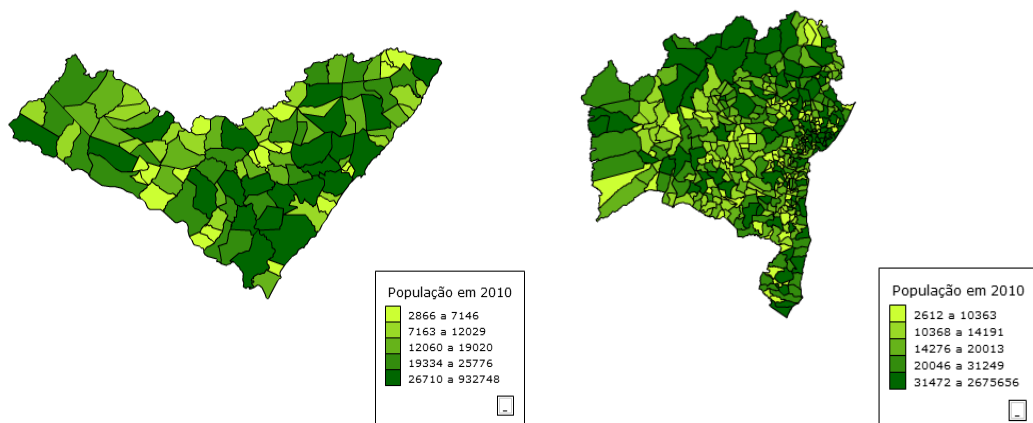 População em 2010
2866 a 7146
7163 a 12029
12060 a 19020
19334 a 25776
26710 a 932748
População em 2010
2612 a 10363
10368 a 14191
14276 a 20013
20046 a 31249
31472 a 2675656